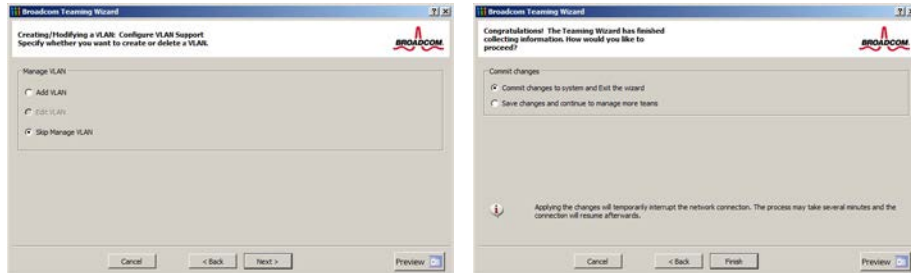 Broadcom Teaming Wizard
Creating/Modifying a VLAN: Configure VLAN Support
Specify whether you want to create or delete a VLAN.
BROADCOM.
Manage VLAN
Add VLAN
Edit VLAN
Skip Manage VLAN
Cancel
< Back
Next >
Preview
Broadcom Teaming Wizard
Congratulations! The Teaming Wizard has finished
collecting information. How would you like to
proceed?
BROADCOM.
Commit changes
Commit changes to system and Exit the wizard
Save changes and continue to manage more teams
Applying the changes will temporarily interrupt the network connection. The process may take several minutes and the
connection will resume afterwards.
Cancel
< Back
Finish
Preview